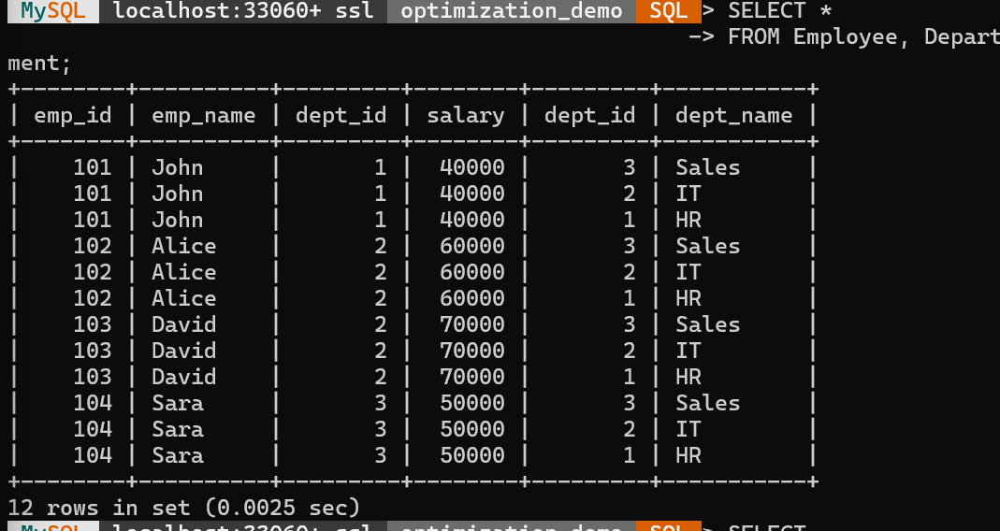 MySQL localhost:33060+ ssl optimization_demo SQL > SELECT *
-> FROM Employee, Depart
ment;
+--------+----------+---------+--------+---------+-----------+
| emp_id | emp_name | dept_id | salary | dept_id | dept_name |
+--------+----------+---------+--------+---------+-----------+
|    101 | John     |       1 |  40000 |       3 | Sales     |
|    101 | John     |       1 |  40000 |       2 | IT        |
|    101 | John     |       1 |  40000 |       1 | HR        |
|    102 | Alice    |       2 |  60000 |       3 | Sales     |
|    102 | Alice    |       2 |  60000 |       2 | IT        |
|    102 | Alice    |       2 |  60000 |       1 | HR        |
|    103 | David    |       2 |  70000 |       3 | Sales     |
|    103 | David    |       2 |  70000 |       2 | IT        |
|    103 | David    |       2 |  70000 |       1 | HR        |
|    104 | Sara     |       3 |  50000 |       3 | Sales     |
|    104 | Sara     |       3 |  50000 |       2 | IT        |
|    104 | Sara     |       3 |  50000 |       1 | HR        |
+--------+----------+---------+--------+---------+-----------+
12 rows in set (0.0025 sec)
MySQL localhost:33060+ ssl optimization_demo SQL > SELECT